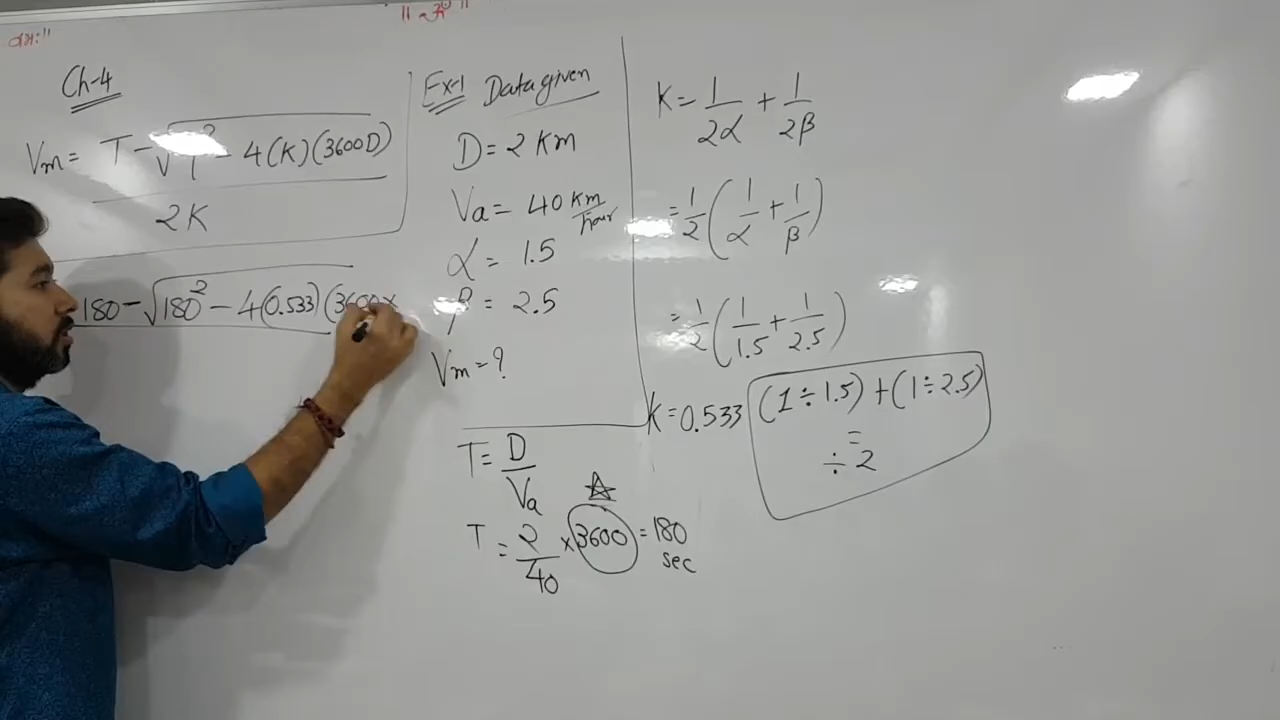 Ch-4
Vm = T - √T² - 4(K)(3600D)
2K
180 - √180² - 4(0.533)(3600×
Ex-1 Data given
D = 2 Km
Va = 40 Km/hour
α = 1.5
β = 2.5
Vm = ?
T = D/Va
T = 2/40 × 3600 = 180 sec
K = 1/2α + 1/2β
= 1/2 (1/α + 1/β)
= 1/2 (1/1.5 + 1/2.5)
K = 0.533
(1 ÷ 1.5) + (1 ÷ 2.5)
=
÷ 2